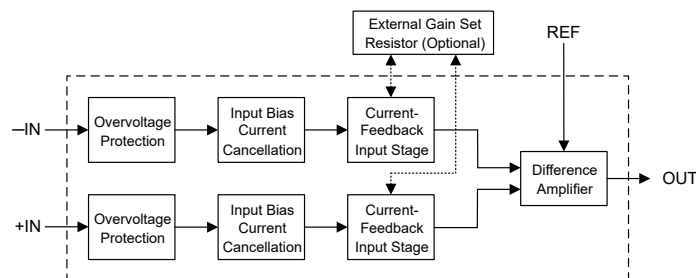 External Gain Set
Resistor (Optional)
REF
—IN
Overvoltage
Protection
Input Bias
Current
Cancellation
Current-
Feedback
Input Stage
Difference
Amplifier
OUT
+IN
Overvoltage
Protection
Input Bias
Current
Cancellation
Current-
Feedback
Input Stage